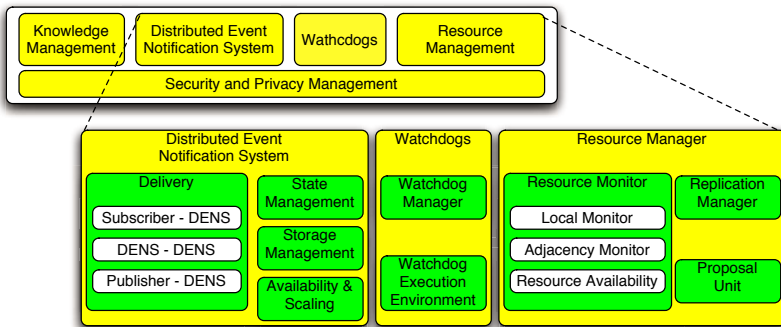 Knowledge
Management
Distributed Event
Notification System
Wathcdogs
Resource
Management
Security and Privacy Management
Distributed Event
Notification System
Delivery
Subscriber - DENS
DENS - DENS
Publisher - DENS
State
Management
Storage
Management
Availability &
Scaling
Watchdogs
Watchdog
Manager
Watchdog
Execution
Environment
Resource Manager
Resource Monitor
Local Monitor
Adjacency Monitor
Resource Availability
Replication
Manager
Proposal
Unit